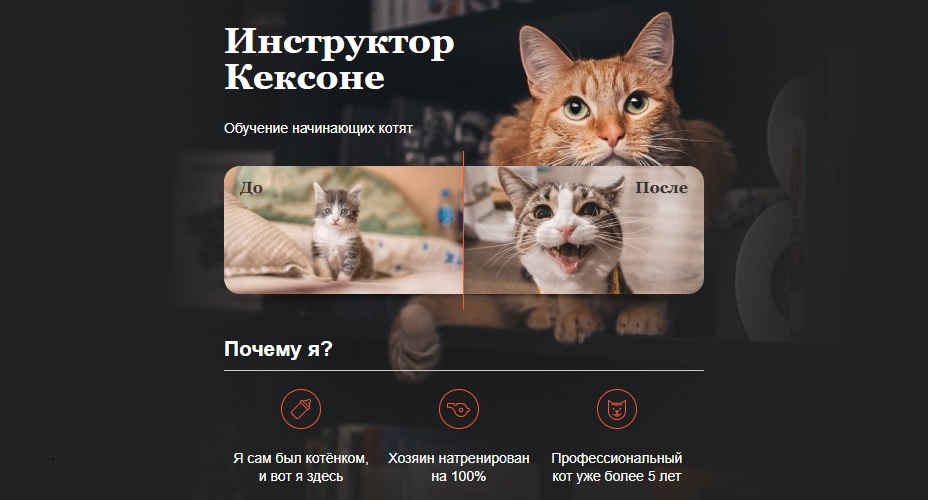 Инструктор
Кексоне
Обучение начинающих котят
До
После
Почему я?
Я сам был котёнком,
и вот я здесь
Хозяин натренирован
на 100%
Профессиональный
кот уже более 5 лет